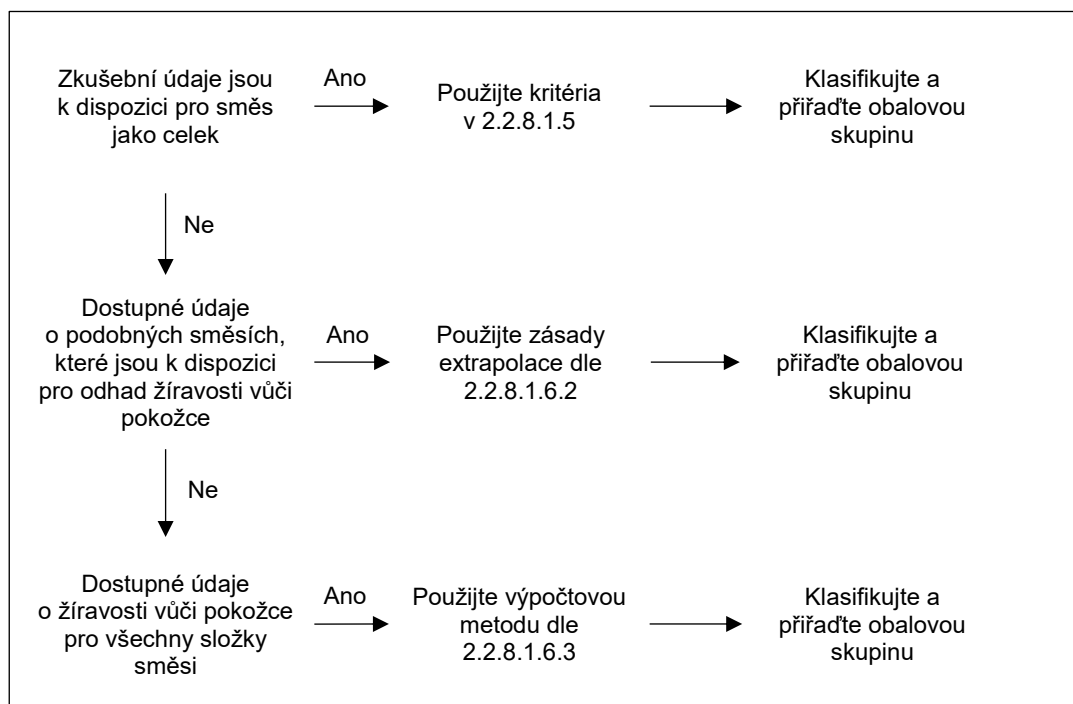 Zkušební údaje jsou
k dispozici pro směs
jako celek
Ano
Použijte kritéria
v 2.2.8.1.5
Klasifikujte a
přiřaďte obalovou
skupinu
Ne
Dostupné údaje
o podobných směsích,
které jsou k dispozici
pro odhad žíravosti vůči
pokožce
Ano
Použijte zásady
extrapolace dle
2.2.8.1.6.2
Klasifikujte a
přiřaďte obalovou
skupinu
Ne
Dostupné údaje
o žíravosti vůči pokožce
pro všechny složky
směsi
Ano
Použijte výpočtovou
metodu dle
2.2.8.1.6.3
Klasifikujte a
přiřaďte obalovou
skupinu